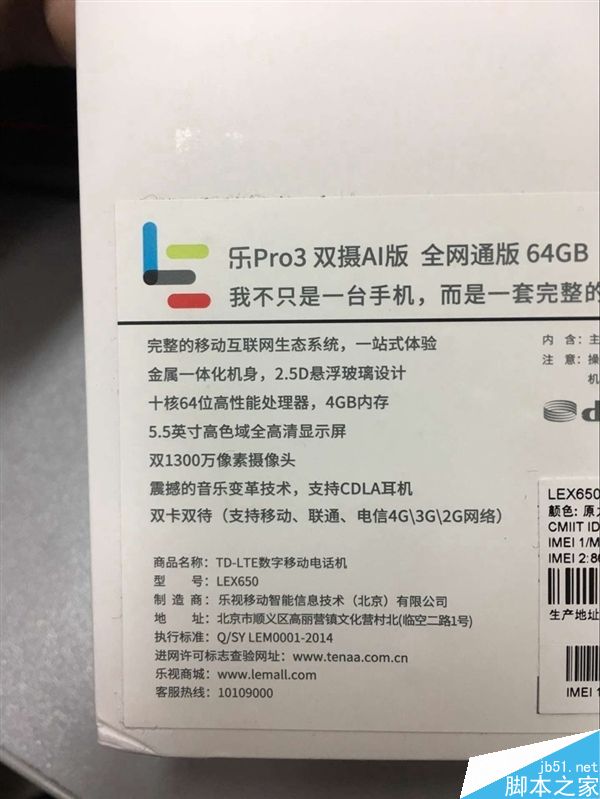 乐Pro3 双摄AI版 全网通版 64GB
我不只是一台手机，而是一套完整的
完整的移动互联网生态系统，一站式体验
金属一体化机身，2.5D悬浮玻璃设计
十核64位高性能处理器，4GB内存
5.5英寸高色域全高清显示屏
双1300万像素摄像头
震撼的音乐变革技术，支持CDLA耳机
双卡双待（支持移动、联通、电信4G\3G\2G网络）
商品名称：TD-LTE数字移动电话机
型 号：LEX650
制 造 商：乐视移动智能信息技术（北京）有限公司
地 址：北京市顺义区高丽营镇文化营村北(临空二路1号)
执行标准：Q/SY LEM0001-2014
进网许可标志查验网址：www.tenaa.com.cn
乐视商城：www.lemall.com
客服热线：10109000
内 含：主
注 意：操
机
LEX650
颜色: 原
CMIIT ID
IMEI 1/M
IMEI 2:86
生产地址
IMEI 1
jb51.net
脚本之家